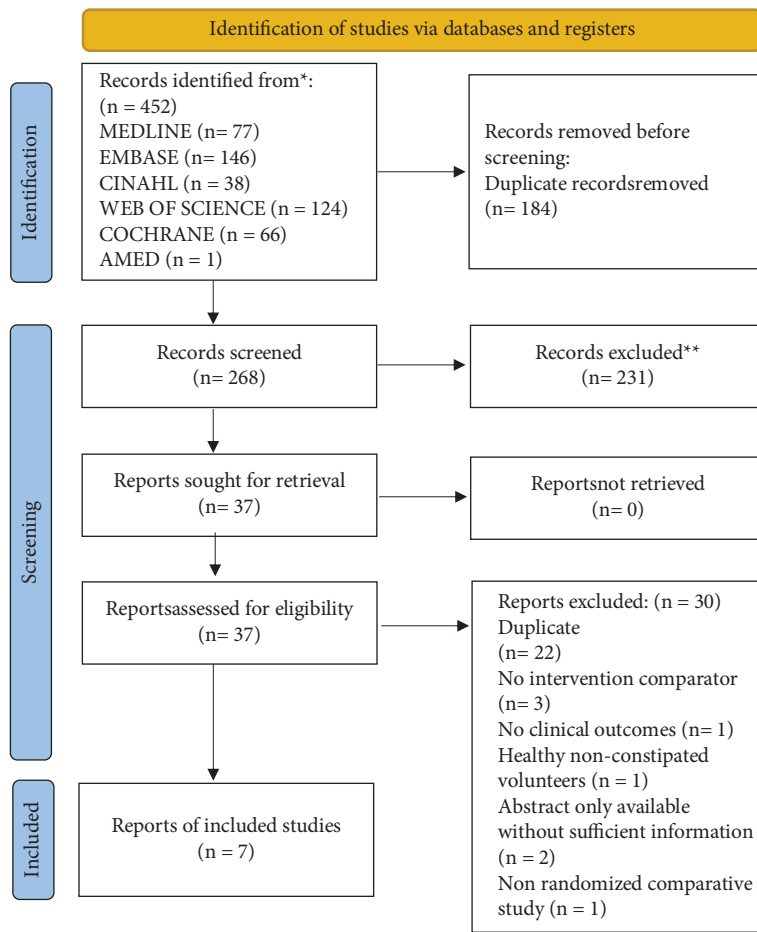 Identification of studies via databases and registers
Identification
Records identified from*:
(n = 452)
MEDLINE (n= 77)
EMBASE (n= 146)
CINAHL (n= 38)
WEB OF SCIENCE (n = 124)
COCHRANE (n = 66)
AMED (n = 1)
Records removed before
screening:
Duplicate recordsremoved
(n= 184)
Screening
Records screened
(n= 268)
Records excluded**
(n = 231)
Reports sought for retrieval
(n= 37)
Reportsnot retrieved
(n= 0)
Reportsassessed for eligibility
(n = 37)
Reports excluded: (n = 30)
Duplicate
(n = 22)
No intervention comparator
(n = 3)
No clinical outcomes (n= 1)
Healthy non-constipated
volunteers (n = 1)
Abstract only available
without sufficient information
(n = 2)
Non randomized comparative
study (n = 1)
Included
Reports of included studies
(n = 7)